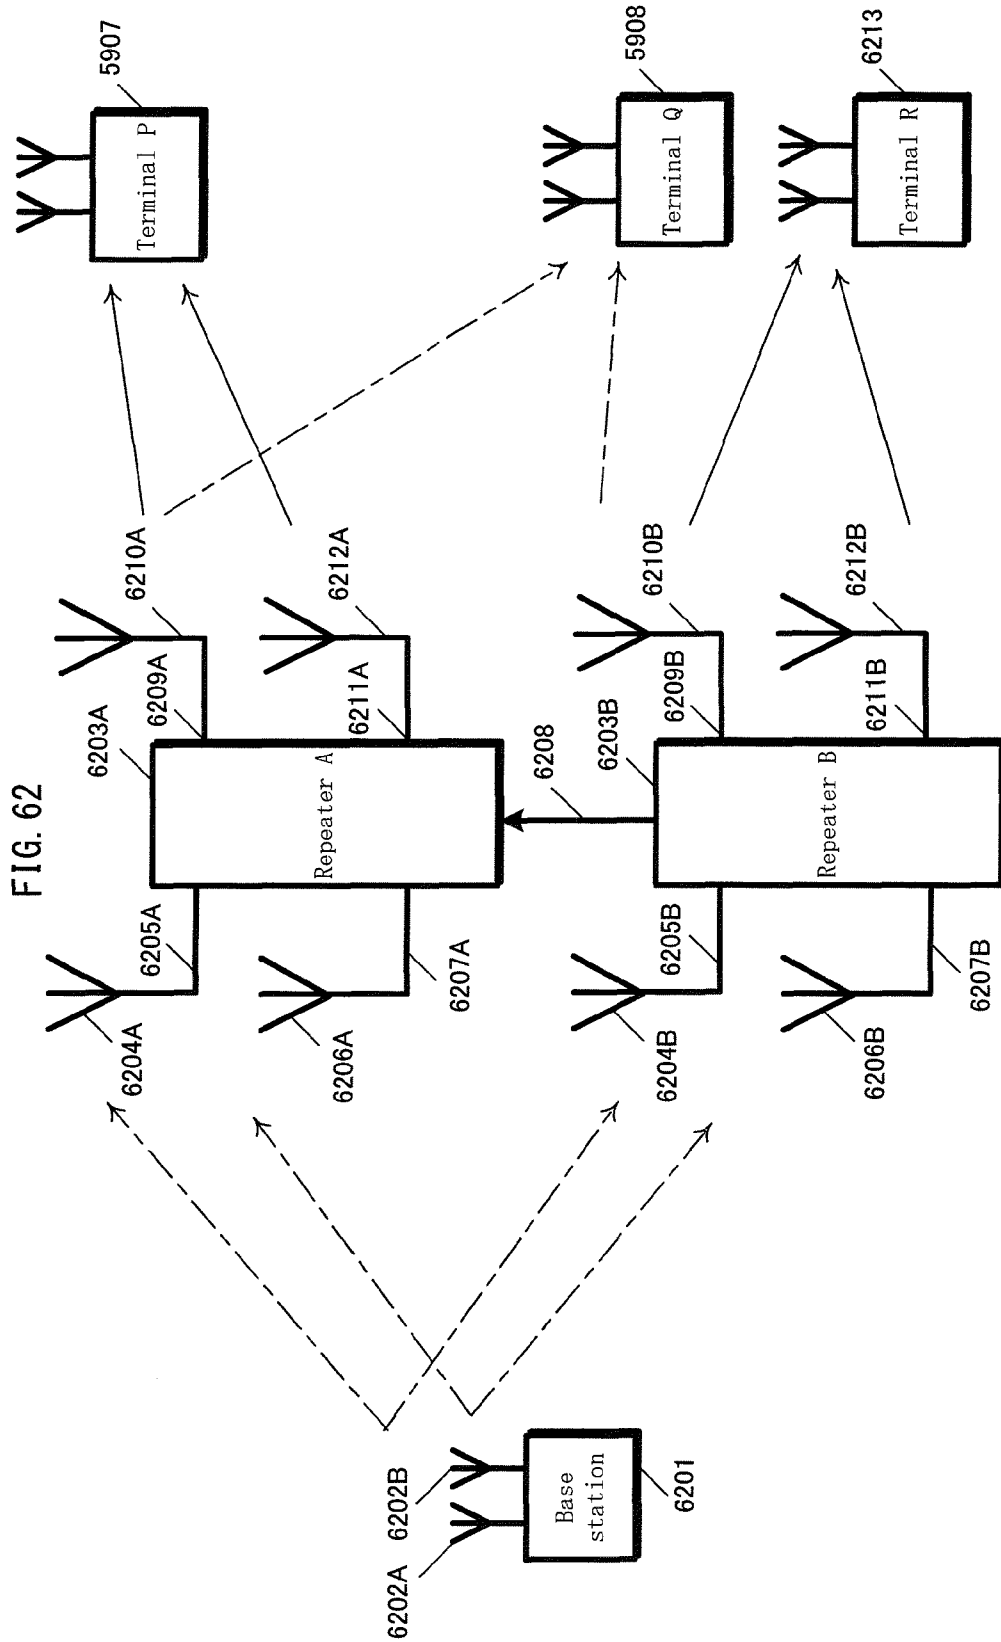 FIG. 62
6202A
6202B
Base
station
6201
6204A
6205A
6206A
6207A
6203A
Repeater A
6209A
6210A
6211A
6212A
6208
6204B
6205B
6206B
6207B
6203B
Repeater B
6209B
6210B
6211B
6212B
Terminal P
5907
Terminal Q
5908
Terminal R
6213